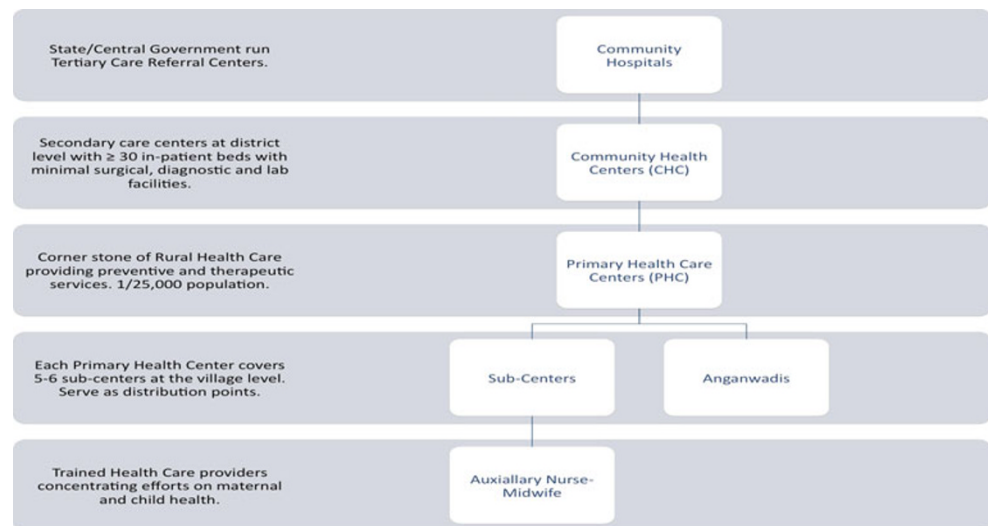 State/Central Government run
Tertiary Care Referral Centers.
Community
Hospitals
Secondary care centers at district
level with ≥ 30 in-patient beds with
minimal surgical, diagnostic and lab
facilities.
Community Health
Centers (CHC)
Corner stone of Rural Health Care
providing preventive and therapeutic
services. 1/25,000 population.
Primary Health Care
Centers (PHC)
Each Primary Health Center covers
5-6 sub-centers at the village level.
Serve as distribution points.
Sub-Centers
Anganwadis
Trained Health Care providers
concentrating efforts on maternal
and child health.
Auxiallary Nurse-
Midwife